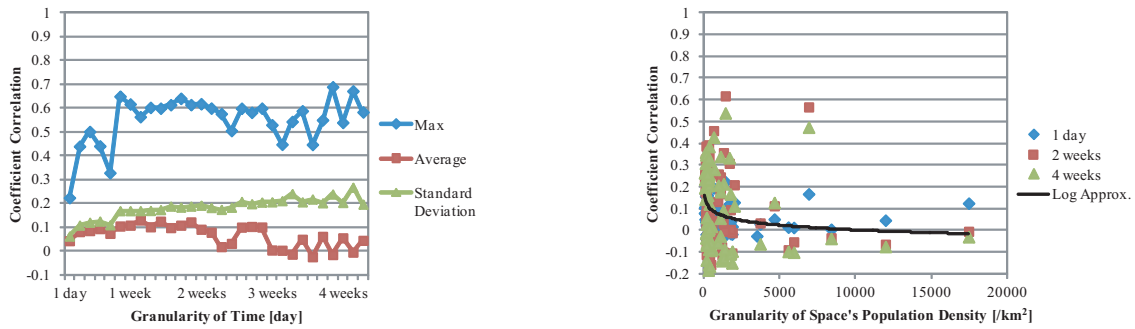 1
0.9
0.8
0.7
0.6
0.5
0.4
0.3
0.2
0.1
0
-0.1
Coefficient Correlation
1 day 1 week 2 weeks 3 weeks 4 weeks
Granularity of Time [day]
Max
Average
Standard
Deviation
1
0.9
0.8
0.7
0.6
0.5
0.4
0.3
0.2
0.1
0
-0.1
-0.2
Coefficient Correlation
0 5000 10000 15000 20000
Granularity of Space's Population Density [/km²]
1 day
2 weeks
4 weeks
Log Approx.